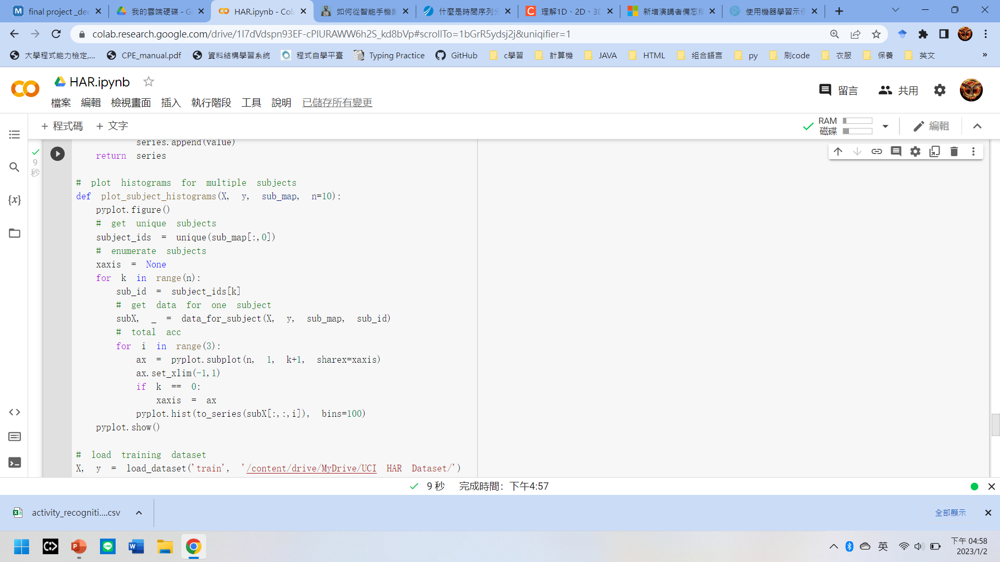 final project _dee
我的雲端硬碟 - G
HAR.ipynb - Col
如何從智能手機數
什麼是時間序列分
理解1D、2D、3D
新增演講者備忘稿
使用機器學習示例
colab.research.google.com/drive/1I7dVdspn93EF-cPlURAWW6h2S_kd8bVp#scrollTo=1bGrR5ydsj2j&uniqifier=1
大學程式能力檢定,...
CPE_manual.pdf
資料結構學習系統
程式自學平臺
Typing Practice
GitHub
c學習
計算機
JAVA
HTML
組合語言
py
刷code
衣服
保養
英文
»
HAR.ipynb
留言
共用
檔案 編輯 檢視畫面 插入 執行階段 工具 說明 已儲存所有變更
+ 程式碼 + 文字
RAM
磁碟
編輯
9
秒
series.append(value)
return series
# plot histograms for multiple subjects
def plot_subject_histograms(X, y, sub_map, n=10):
pyplot.figure()
# get unique subjects
subject_ids = unique(sub_map[:,0])
# enumerate subjects
xaxis = None
for k in range(n):
sub_id = subject_ids[k]
# get data for one subject
subX, _ = data_for_subject(X, y, sub_map, sub_id)
# total acc
for i in range(3):
ax = pyplot.subplot(n, 1, k+1, sharex=xaxis)
ax.set_xlim(-1,1)
if k == 0:
xaxis = ax
pyplot.hist(to_series(subX[:,:,i]), bins=100)
pyplot.show()
# load training dataset
X, y = load_dataset('train', '/content/drive/MyDrive/UCI HAR Dataset/')
9 秒 完成時間：下午4:57
activity_recogniti....csv
全部顯示
英
下午 04:58
2023/1/2